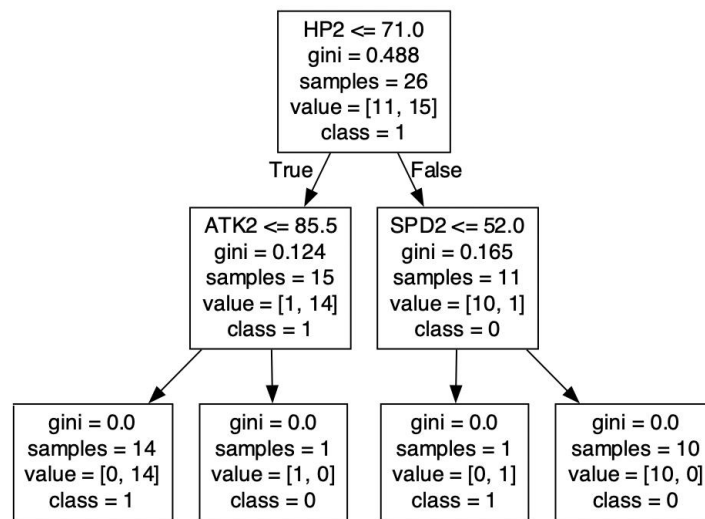 HP2 <= 71.0
gini = 0.488
samples = 26
value = [11, 15]
class = 1
True
False
ATK2 <= 85.5
gini = 0.124
samples = 15
value = [1, 14]
class = 1
SPD2 <= 52.0
gini = 0.165
samples = 11
value = [10, 1]
class = 0
gini = 0.0
samples = 14
value = [0, 14]
class = 1
gini = 0.0
samples = 1
value = [1, 0]
class = 0
gini = 0.0
samples = 1
value = [0, 1]
class = 1
gini = 0.0
samples = 10
value = [10, 0]
class = 0